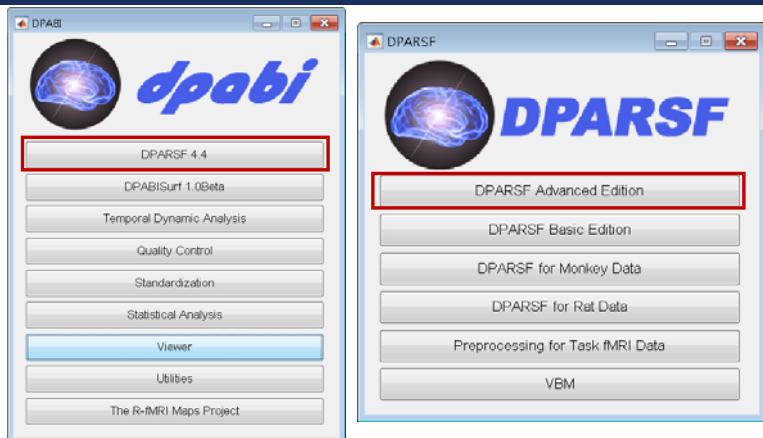 DPABI
dpabi
DPARSF 4.4
DPABISurf 1.0Beta
Temporal Dynamic Analysis
Quality Control
Standardization
Statistical Analysis
Viewer
Utilities
The R-fMRI Maps Project
DPARSF
DPARSF
DPARSF Advanced Edition
DPARSF Basic Edition
DPARSF for Monkey Data
DPARSF for Rat Data
Preprocessing for Task fMRI Data
VBM